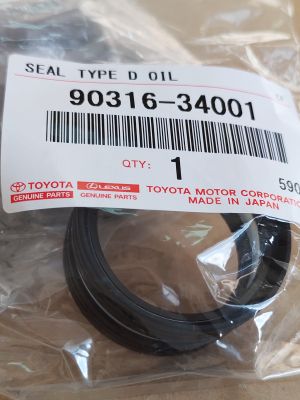 SEAL TYPE D OIL
90316-34001
QTY: 1
590
TOYOTA GENUINE PARTS
LEXUS GENUINE PARTS
TOYOTA MOTOR CORPORATION
MADE IN JAPAN